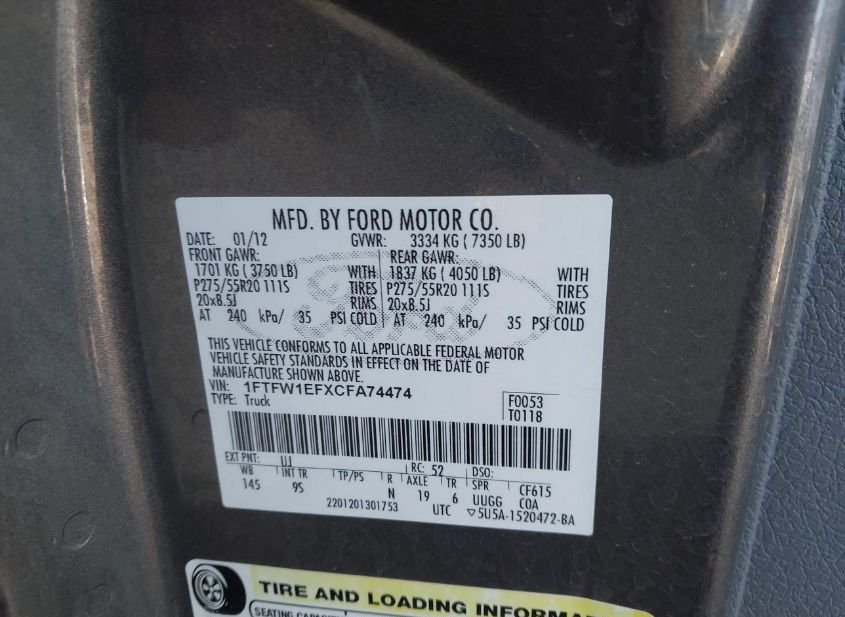 MFD. BY FORD MOTOR CO.
DATE: 01/12 GVWR: 3334 KG ( 7350 LB)
FRONT GAWR: REAR GAWR:
1701 KG ( 3750 LB) WITH 1837 KG ( 4050 LB) WITH
P275/55R20 111S TIRES P275/55R20 111S TIRES
20x8.5J RIMS 20x8.5J RIMS
AT 240 kPa/ 35 PSI COLD AT 240 kPa/ 35 PSI COLD
THIS VEHICLE CONFORMS TO ALL APPLICABLE FEDERAL MOTOR
VEHICLE SAFETY STANDARDS IN EFFECT ON THE DATE OF
MANUFACTURE SHOWN ABOVE.
VIN: 1FTFW1EFXCFA74474
TYPE: Truck
F0053
T0118
EXT PNT: UJ RC: 52 DSO:
WB INT TR TP/PS R AXLE TR SPR CF615
145 95 N 19 6 UUGG COA
2201201301753 UTC ▽5U5A-1520472-BA
TIRE AND LOADING
SEATING